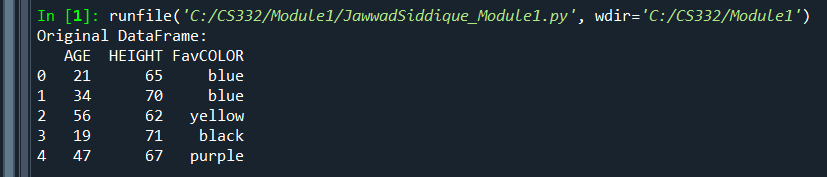 In [1]: runfile('C:/CS332/Module1/JawwadSiddique_Module1.py', wdir='C:/CS332/Module1')
Original DataFrame:
   AGE  HEIGHT FavCOLOR
0   21      65     blue
1   34      70     blue
2   56      62   yellow
3   19      71    black
4   47      67   purple